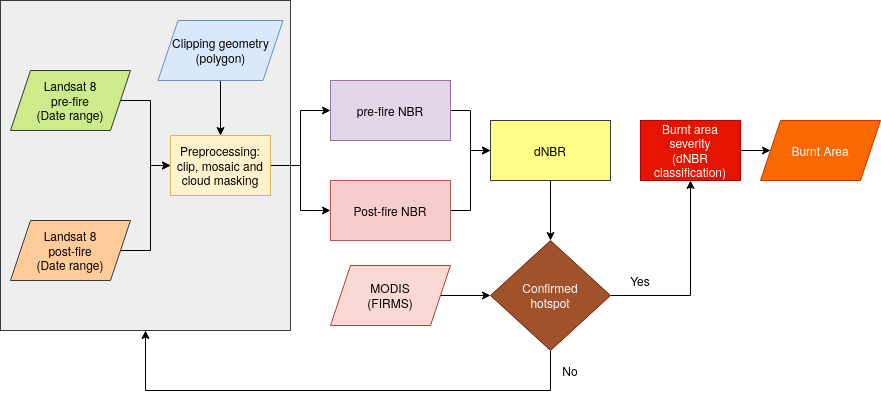 Clipping geometry
(polygon)
Landsat 8
pre-fire
(Date range)
Preprocessing:
clip, mosaic and
cloud masking
Landsat 8
post-fire
(Date range)
pre-fire NBR
Post-fire NBR
dNBR
MODIS
(FIRMS)
Confirmed
hotspot
Yes
No
Burnt area
severity
(dNBR
classification)
Burnt Area